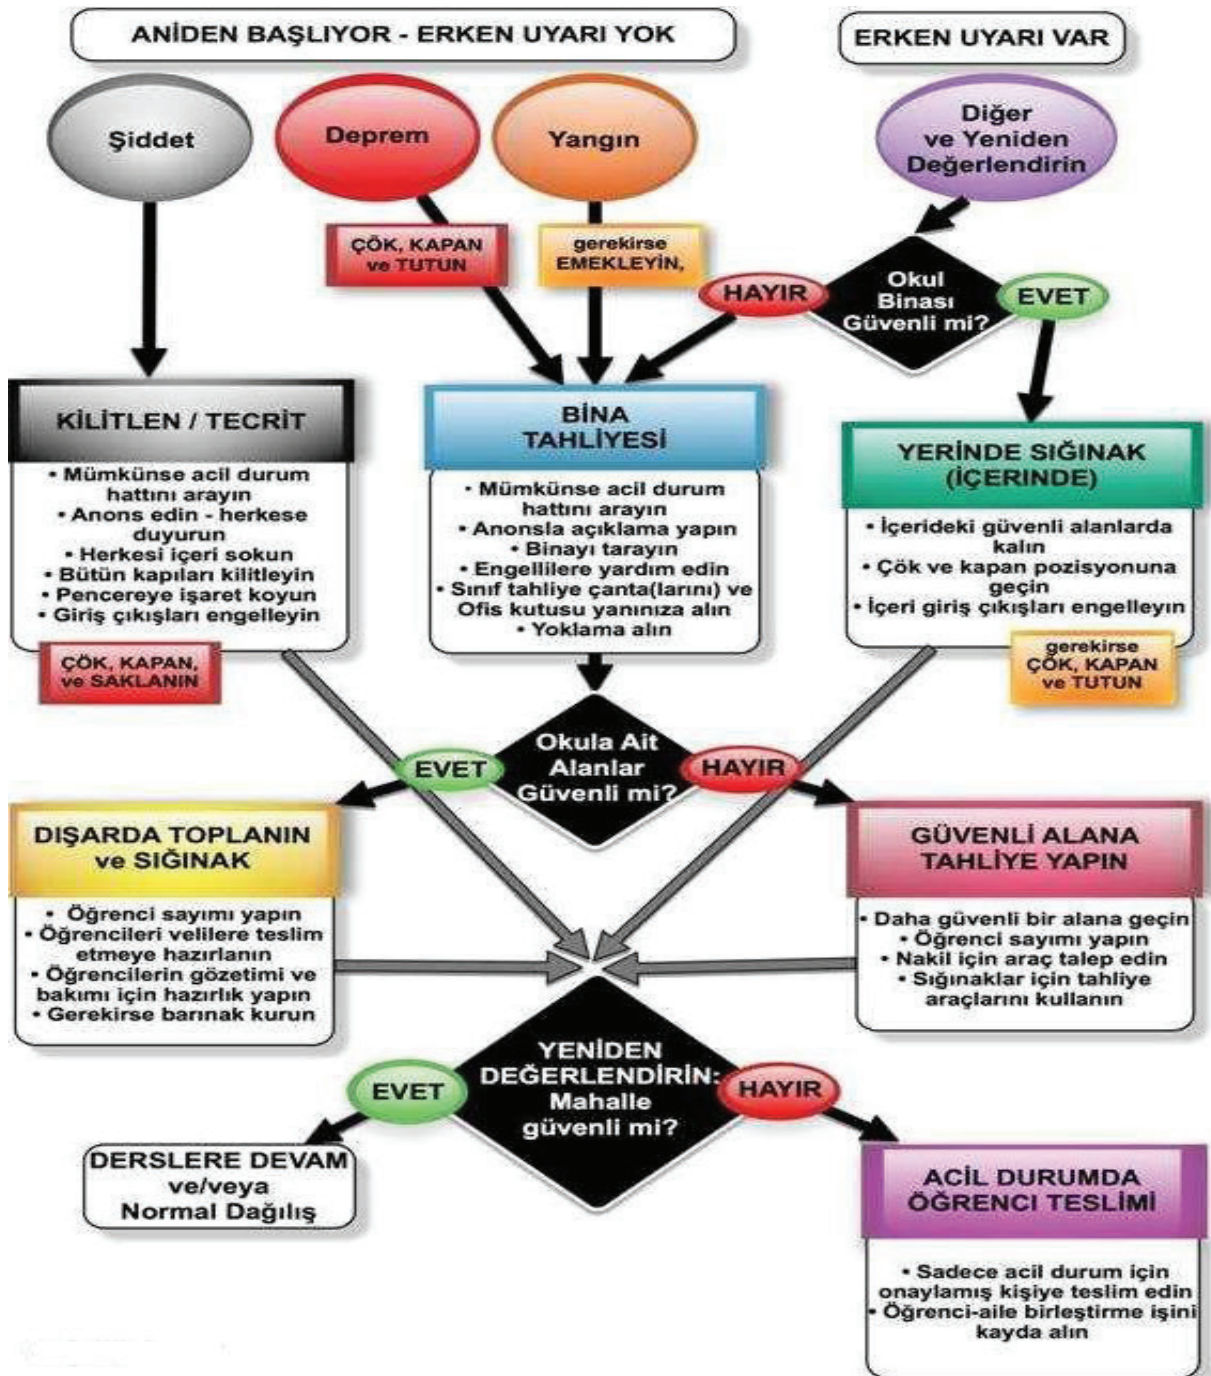 ANİDEN BAŞLIYOR - ERKEN UYARI YOK
ERKEN UYARI VAR
Şiddet
Deprem
Yangın
Diğer
ve Yeniden
Değerlendirin
ÇÖK, KAPAN
ve TUTUN
gerekirse
EMEKLEYİN,
HAYIR
Okul
Binası
Güvenli mi?
EVET
KİLİTLEN / TECRİT
• Mümkünse acil durum
hattını arayın
• Anons edin - herkese
duyurun
• Herkesi içeri sokun
• Bütün kapıları kilitleyin
• Pencereye işaret koyun
• Giriş çıkışları engelleyin
ÇÖK, KAPAN,
ve SAKLANIN
BİNA
TAHLİYESİ
• Mümkünse acil durum
hattını arayın
• Anonsla açıklama yapın
• Binayı tarayın
• Engellilere yardım edin
• Sınıf tahliye çanta(larını) ve
Ofis kutusu yanınıza alın
• Yoklama alın
YERİNDE SIĞINAK
(İÇERİNDE)
• İçerideki güvenli alanlarda
kalın
• Çök ve kapan pozisyonuna
geçin
• İçeri giriş çıkışları engelleyın
gerekirse
ÇÖK, KAPAN
ve TUTUN
EVET
Okula Ait
Alanlar
Güvenli mi?
HAYIR
DIŞARDA TOPLANIN
ve SIĞINAK
• Öğrenci sayımı yapın
• Öğrencileri velilere teslim
etmeye hazırlanın
• Öğrencilerin gözetimi ve
bakımı için hazırlık yapın
• Gerekirse barınak kurun
GÜVENLİ ALANA
TAHLİYE YAPIN
• Daha güvenli bir alana geçin
• Öğrenci sayımı yapın
• Nakil için araç talep edin
• Sığınaklar için tahliye
araçlarını kullanın
EVET
YENİDEN
DEĞERLENDİRİN:
Mahalle
güvenli mi?
HAYIR
DERSLERE DEVAM
ve/veya
Normal Dağılış
ACİL DURUMDA
ÖĞRENCI TESLİMİ
• Sadece acil durum için
onaylamış kişiye teslim edin
• Öğrenci-aile birleştirme işini
kayda alın